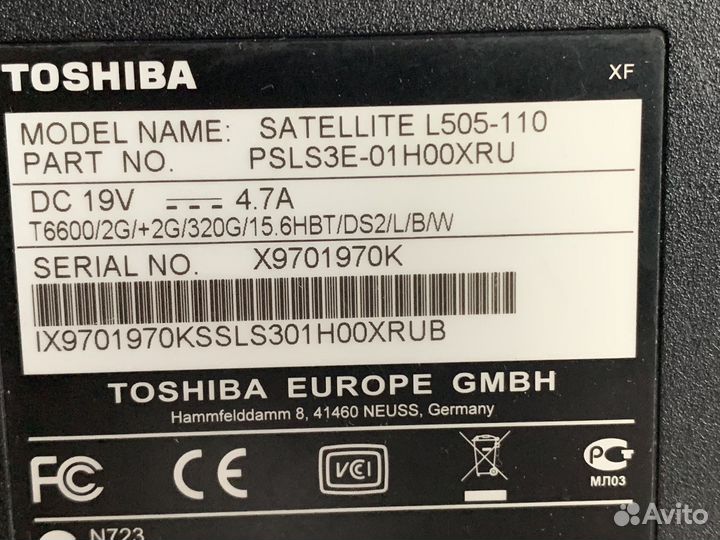 TOSHIBA XF
MODEL NAME: SATELLITE L505-110
PART NO. PSLS3E-01H00XRU
DC 19V 4.7A
T6600/2G/+2G/320G/15.6HBT/DS2/L/B/W
SERIAL NO. X9701970K
IX9701970KSSLS301H00XRUB
TOSHIBA EUROPE GMBH
Hammfelddamm 8, 41460 NEUSS, Germany
FC CE VCI РСТ
МЛ03
N723
Avito